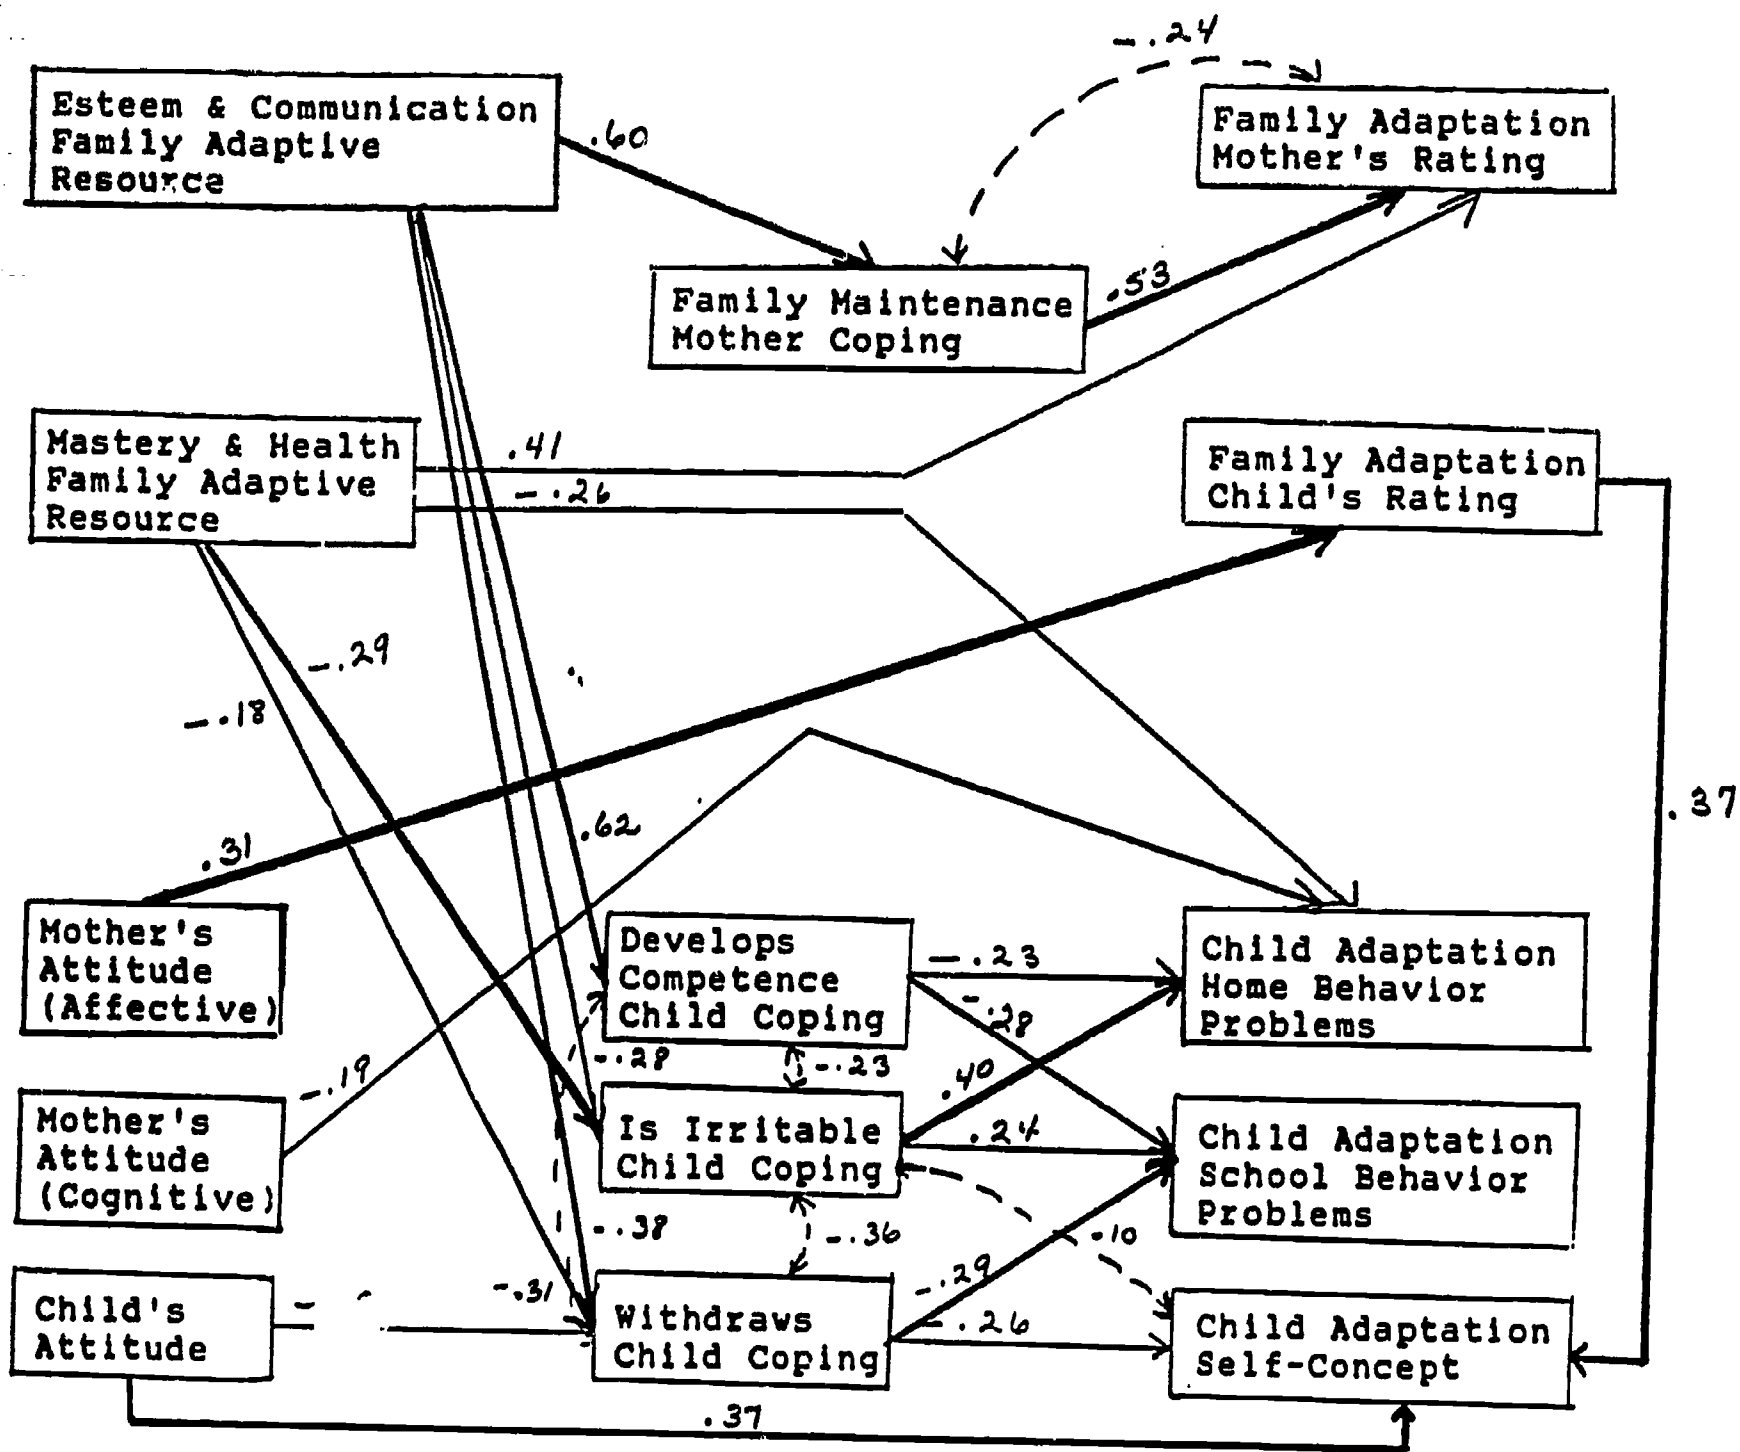 -.24
Esteem & Communication
Family Adaptive
Resource
.60
Family Adaptation
Mother's Rating
Family Maintenance
Mother Coping
.53
Mastery & Health
Family Adaptive
Resource
.41
-.26
Family Adaptation
Child's Rating
-.29
-.18
.37
.62
.31
Mother's
Attitude
(Affective)
Develops
Competence
Child Coping
-.23
-.28
Child Adaptation
Home Behavior
Problems
-.28
-.23
.40
-.19
Mother's
Attitude
(Cognitive)
Is Irritable
Child Coping
.24
Child Adaptation
School Behavior
Problems
-.38
-.36
-.10
-.29
Child's
Attitude
-.31
Withdraws
Child Coping
-.26
Child Adaptation
Self-Concept
.37